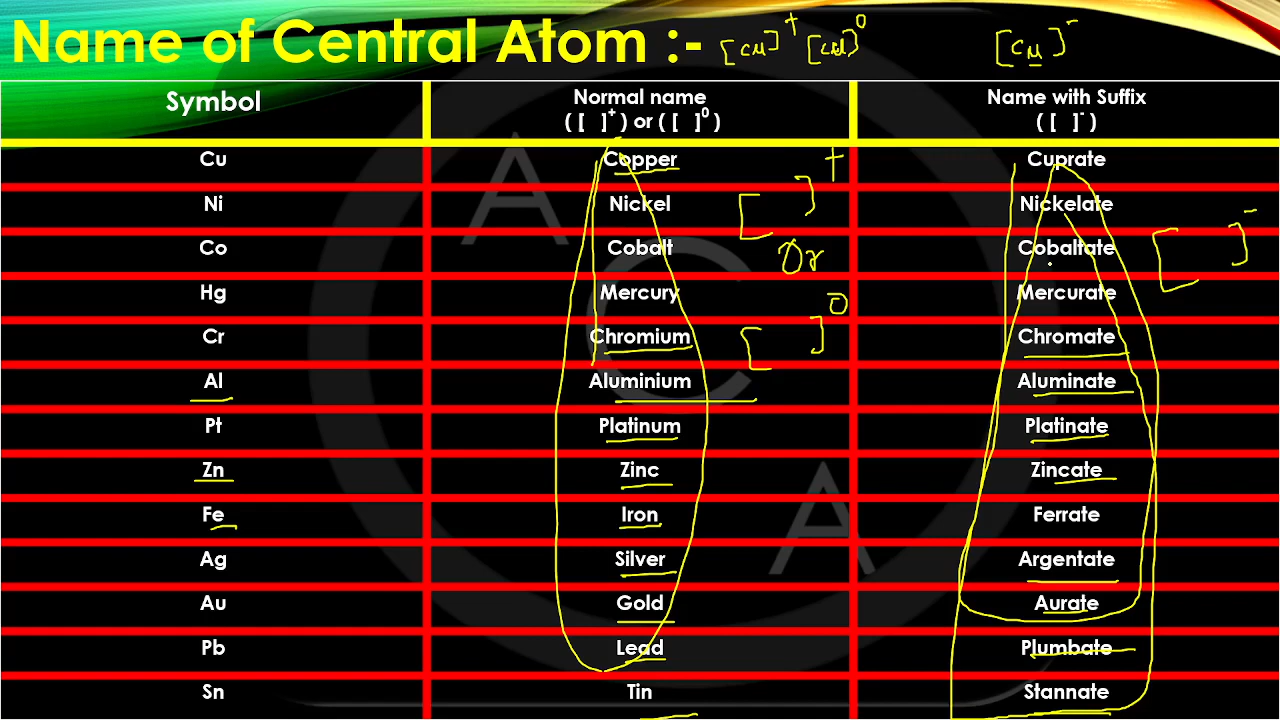 Name of Central Atom :- [Cu]⁺ [Cu]⁰ [Cu]⁻
Symbol Normal name Name with Suffix
([ ]⁺) or ([ ]⁰) ([ ]⁻)
Cu Copper Cuprate
Ni Nickel Nickelate
Co Cobalt Cobaltate
Hg Mercury Mercurate
Cr Chromium Chromate
Al Aluminium Aluminate
Pt Platinum Platinate
Zn Zinc Zincate
Fe Iron Ferrate
Ag Silver Argentate
Au Gold Aurate
Pb Lead Plumbate
Sn Tin Stannate
[ ]⁺
Or
[ ]⁰
[ ]⁻
A
C
A